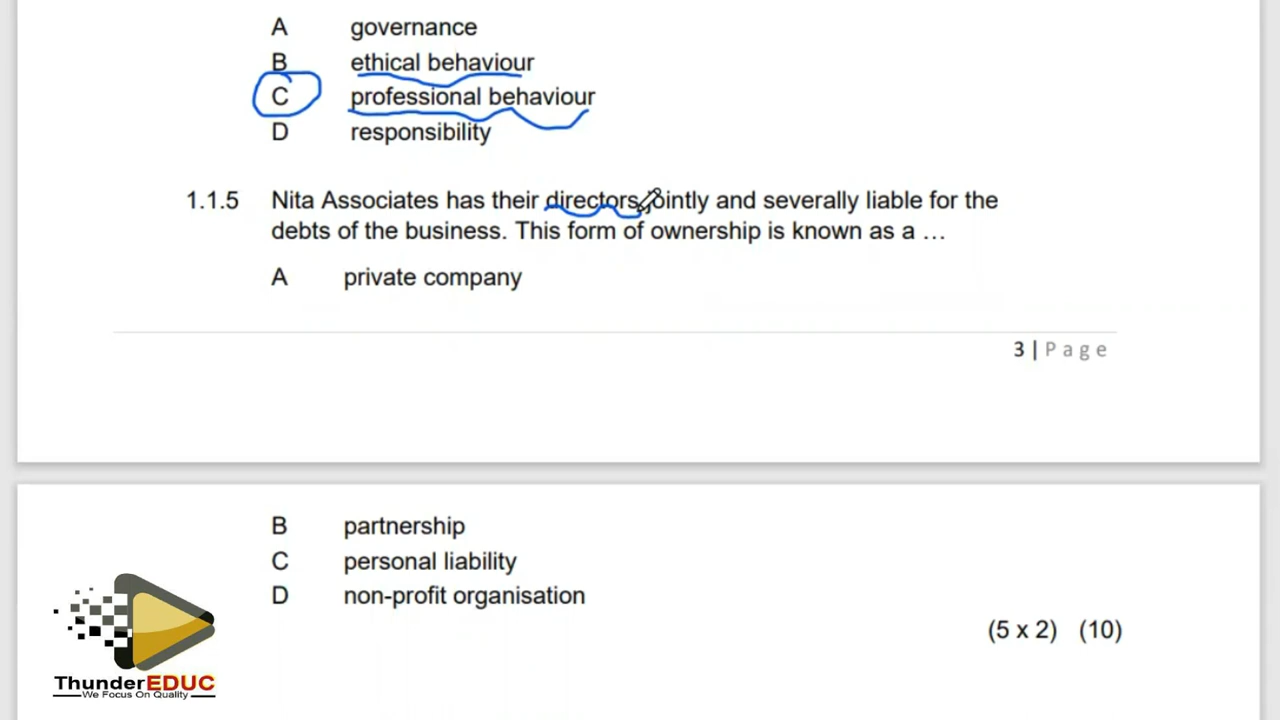 A governance
B ethical behaviour
C professional behaviour
D responsibility
1.1.5 Nita Associates has their directors jointly and severally liable for the
debts of the business. This form of ownership is known as a …
A private company
3 | Page
B partnership
C personal liability
D non-profit organisation
(5 x 2) (10)
ThunderEDUC
We Focus On Quality